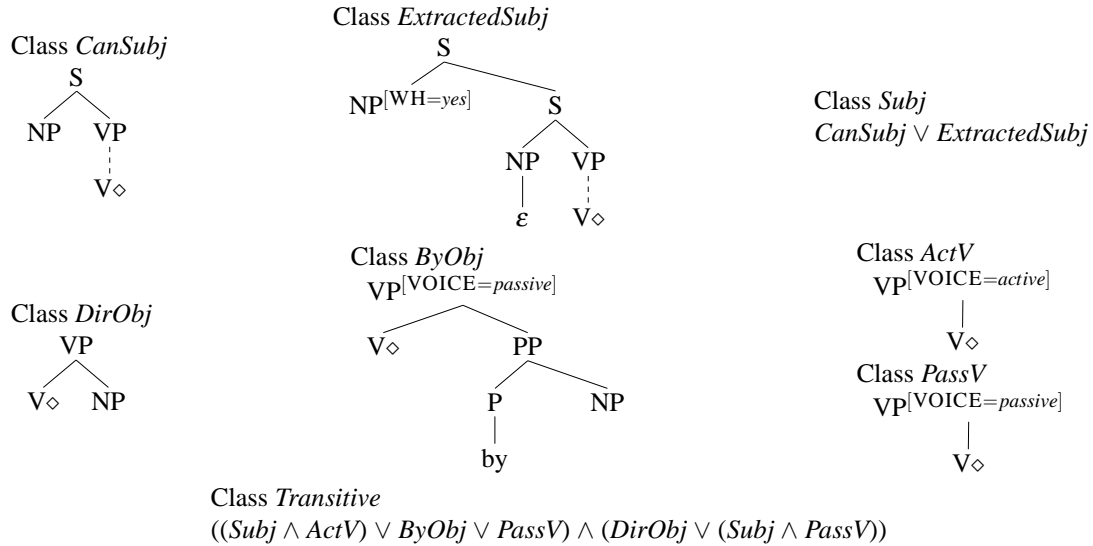 Class CanSubj
S
NP VP
V◇
Class ExtractedSubj
S
NP[WH=yes] S
NP VP
ε V◇
Class Subj
CanSubj ∨ ExtractedSubj
Class DirObj
VP
V◇ NP
Class ByObj
VP[VOICE=passive]
V◇ PP
P NP
by
Class ActV
VP[VOICE=active]
V◇
Class PassV
VP[VOICE=passive]
V◇
Class Transitive
((Subj ∧ ActV) ∨ ByObj ∨ PassV) ∧ (DirObj ∨ (Subj ∧ PassV))